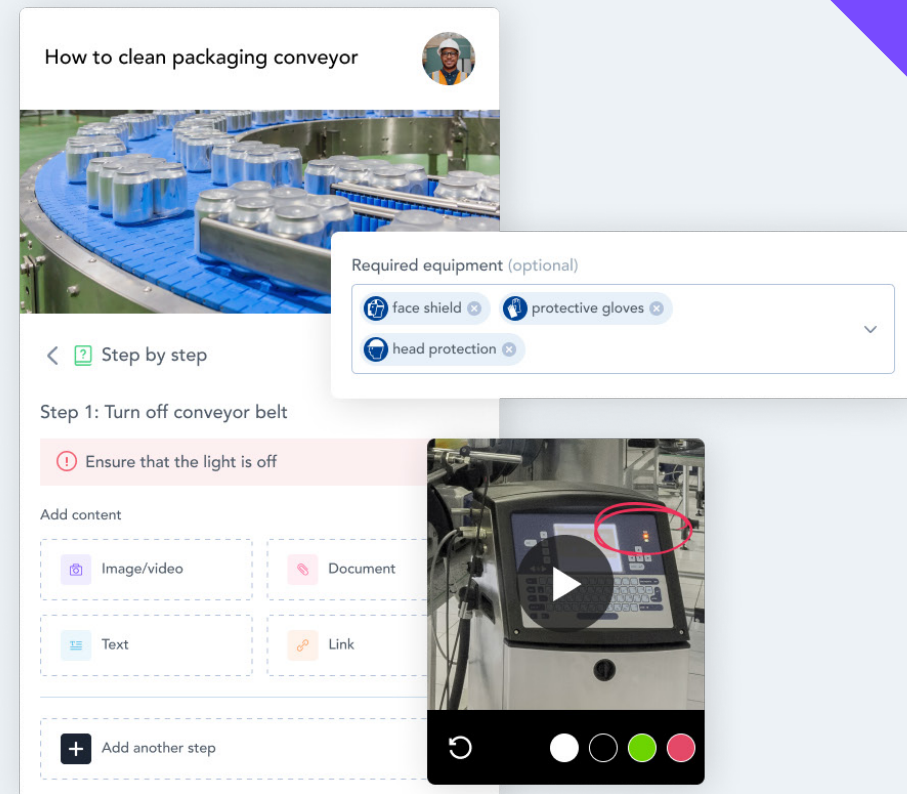 How to clean packaging conveyor
Required equipment (optional)
face shield
protective gloves
head protection
Step by step
Step 1: Turn off conveyor belt
Ensure that the light is off
Add content
Image/video
Document
Text
Link
Add another step